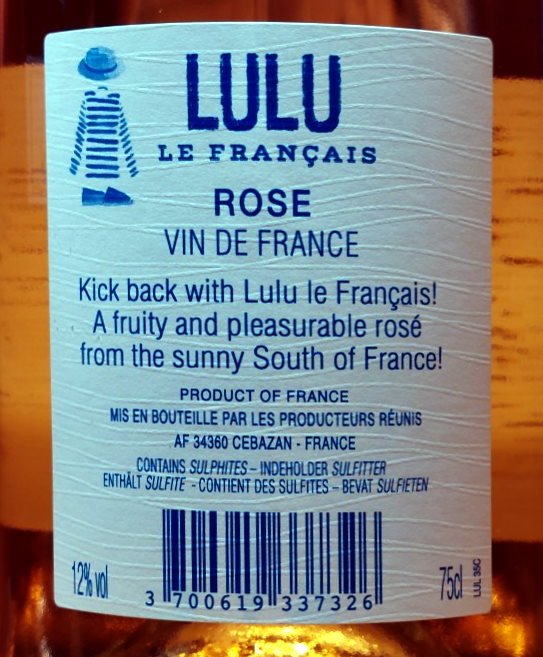 LULU
LE FRANÇAIS
ROSE
VIN DE FRANCE
Kick back with Lulu le Français!
A fruity and pleasurable rosé
from the sunny South of France!
PRODUCT OF FRANCE
MIS EN BOUTEILLE PAR LES PRODUCTEURS RÉUNIS
AF 34360 CEBAZAN - FRANCE
CONTAINS SULPHITES – INDEHOLDER SULFITTER
ENTHÄLT SULFITE - CONTIENT DES SULFITES – BEVAT SULFIETEN
12% vol
3 700619 337326
75cl
LUL 3SC